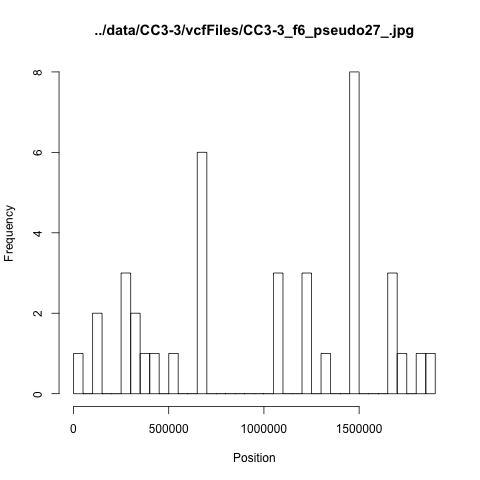 ../data/CC3-3/vcfFiles/CC3-3_f6_pseudo27_.jpg
8
6
4
2
0
Frequency
0 500000 1000000 1500000
Position